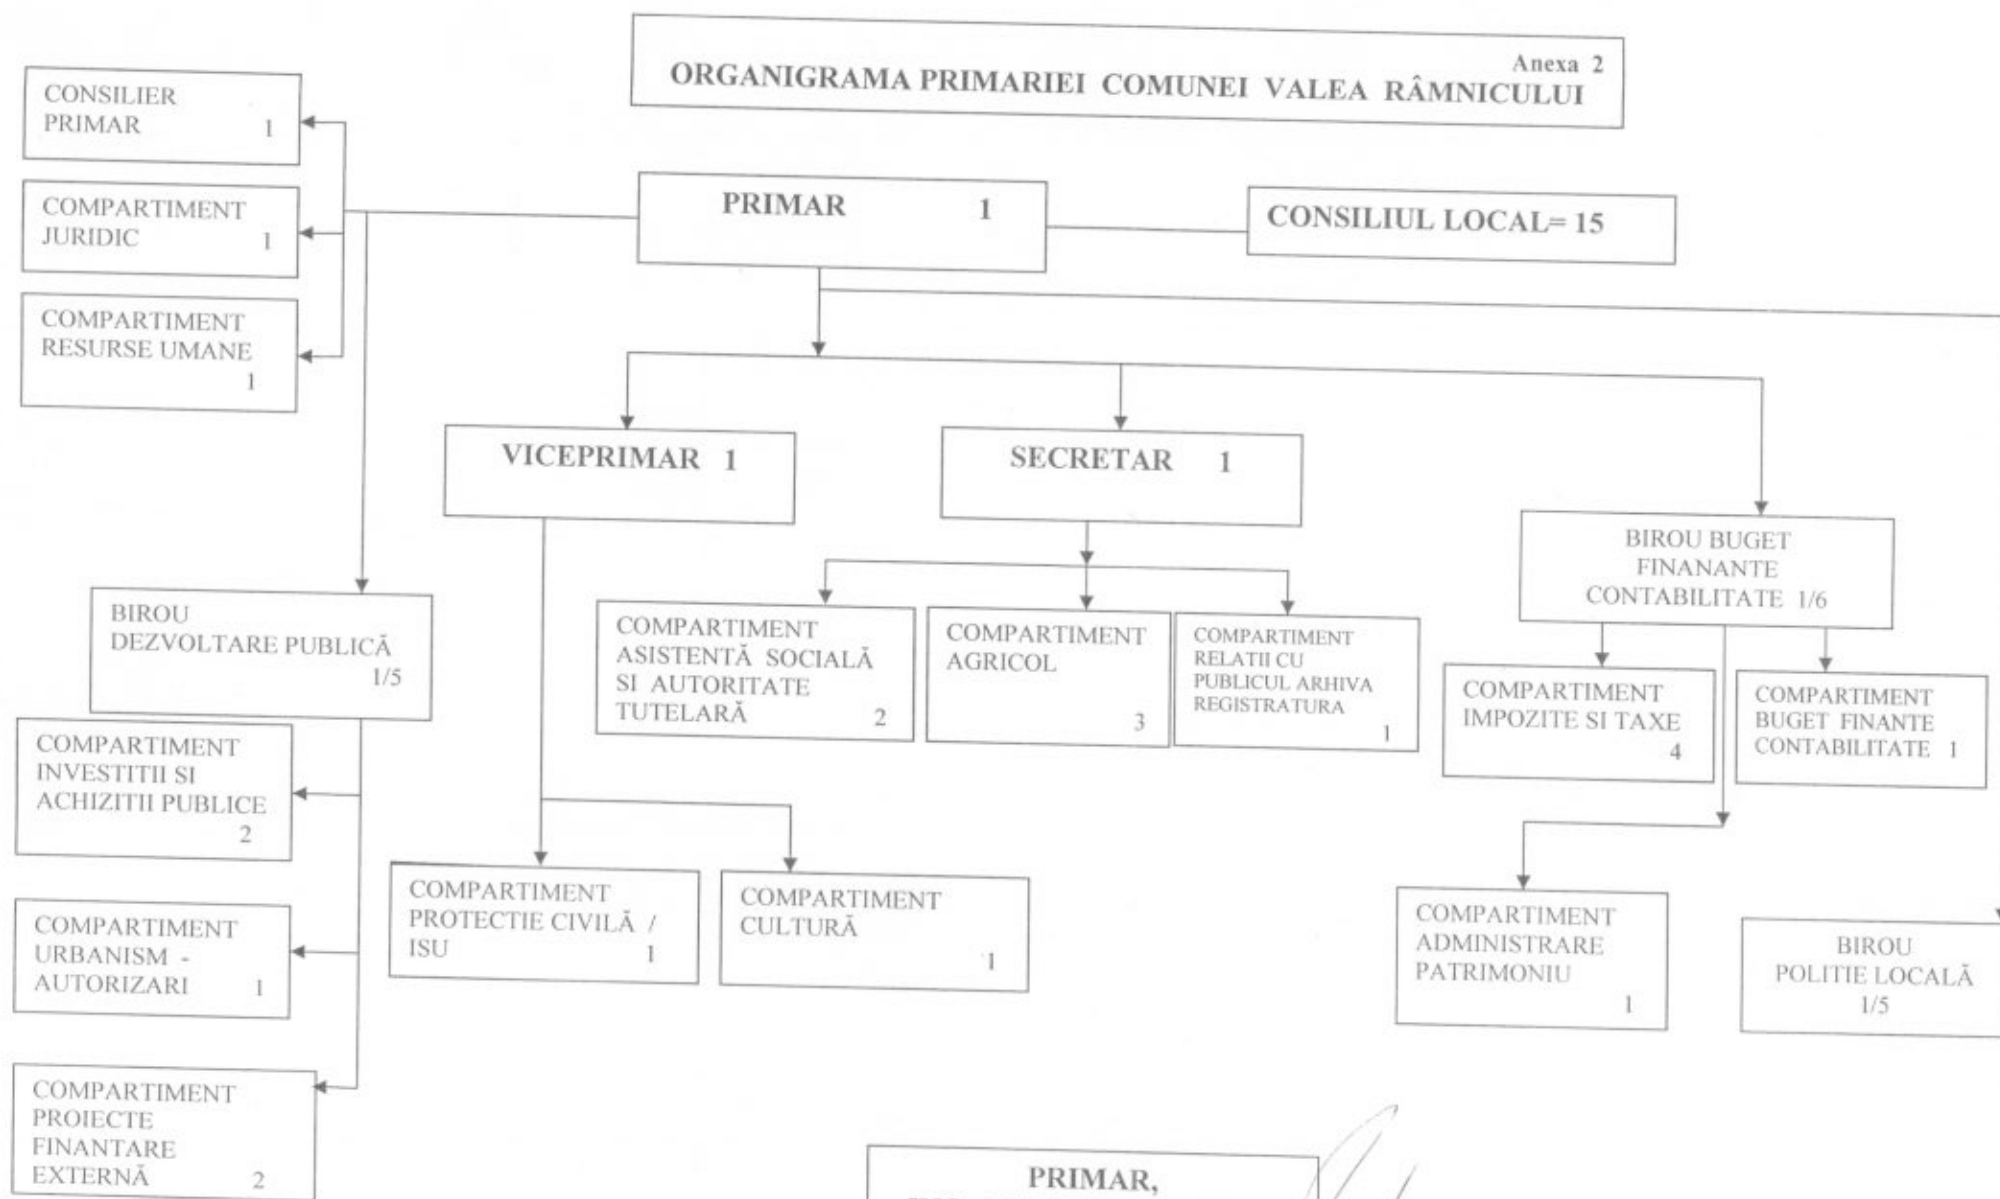 Anexa 2
ORGANIGRAMA PRIMARIEI COMUNEI VALEA RÂMNICULUI
CONSILIER
PRIMAR 1
COMPARTIMENT
JURIDIC 1
COMPARTIMENT
RESURSE UMANE
1
PRIMAR 1
CONSILIUL LOCAL= 15
VICEPRIMAR 1
SECRETAR 1
BIROU BUGET
FINANANTE
CONTABILITATE 1/6
BIROU
DEZVOLTARE PUBLICĂ
1/5
COMPARTIMENT
ASISTENTĂ SOCIALĂ
SI AUTORITATE
TUTELARĂ 2
COMPARTIMENT
AGRICOL
3
COMPARTIMENT
RELATII CU
PUBLICUL ARHIVA
REGISTRATURA
1
COMPARTIMENT
IMPOZITE SI TAXE
4
COMPARTIMENT
BUGET FINANTE
CONTABILITATE 1
COMPARTIMENT
INVESTITII SI
ACHIZITII PUBLICE
2
COMPARTIMENT
PROTECTIE CIVILĂ /
ISU 1
COMPARTIMENT
CULTURĂ
1
COMPARTIMENT
ADMINISTRARE
PATRIMONIU
1
BIROU
POLITIE LOCALĂ
1/5
COMPARTIMENT
URBANISM -
AUTORIZARI 1
COMPARTIMENT
PROIECTE
FINANTARE
EXTERNĂ 2
PRIMAR,